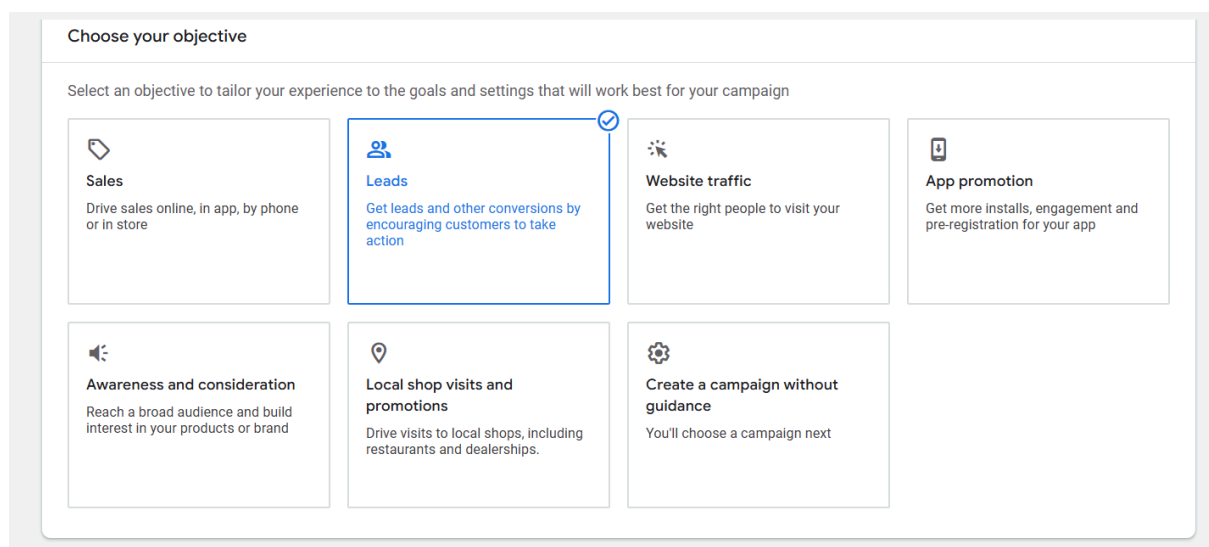 Choose your objective
Select an objective to tailor your experience to the goals and settings that will work best for your campaign
Sales
Drive sales online, in app, by phone
or in store
Leads
Get leads and other conversions by
encouraging customers to take
action
Website traffic
Get the right people to visit your
website
App promotion
Get more installs, engagement and
pre-registration for your app
Awareness and consideration
Reach a broad audience and build
interest in your products or brand
Local shop visits and
promotions
Drive visits to local shops, including
restaurants and dealerships.
Create a campaign without
guidance
You'll choose a campaign next